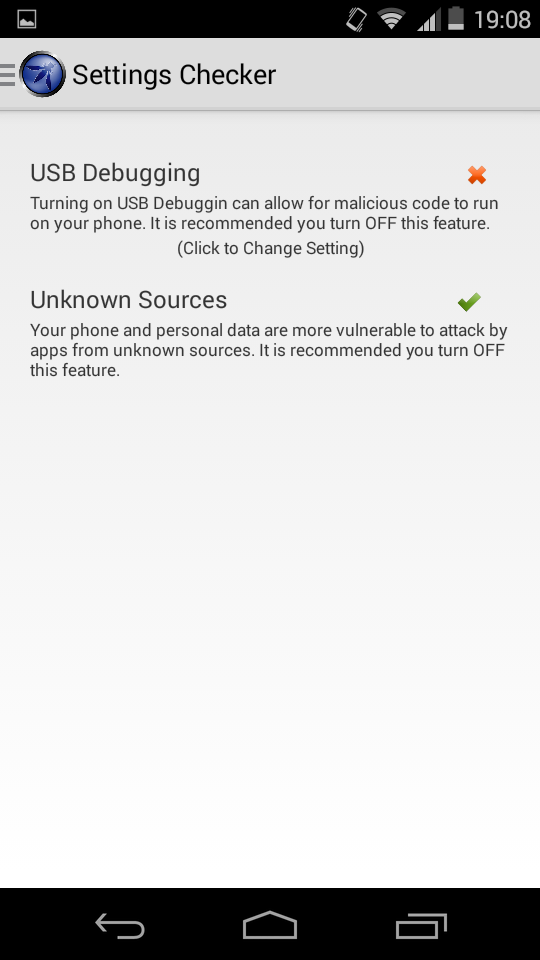 19:08
Settings Checker
USB Debugging
Turning on USB Debuggin can allow for malicious code to run
on your phone. It is recommended you turn OFF this feature.
(Click to Change Setting)
Unknown Sources
Your phone and personal data are more vulnerable to attack by
apps from unknown sources. It is recommended you turn OFF
this feature.